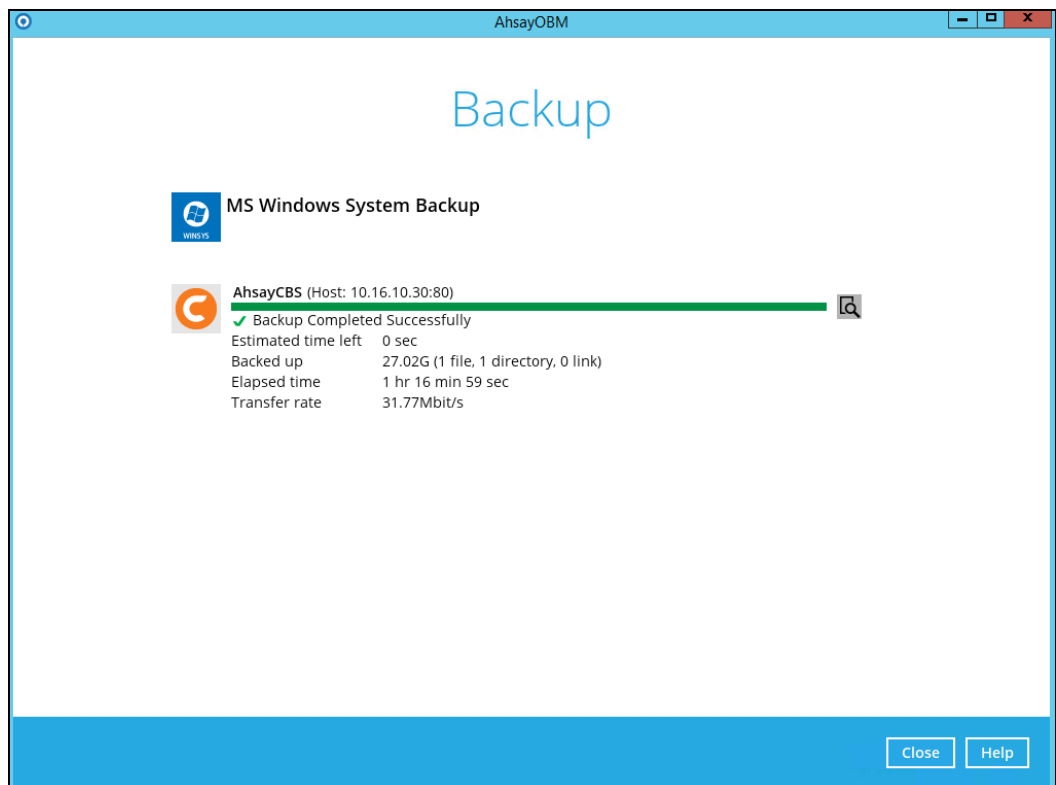 AhsayOBM
Backup
MS Windows System Backup
WINSYS
AhsayCBS (Host: 10.16.10.30:80)
Backup Completed Successfully
Estimated time left 0 sec
Backed up 27.02G (1 file, 1 directory, 0 link)
Elapsed time 1 hr 16 min 59 sec
Transfer rate 31.77Mbit/s
Close Help